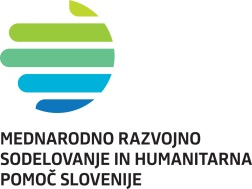 MEDNARODNO RAZVOJNO
SODELOVANJE IN HUMANITARNA
POMOČ SLOVENIJE